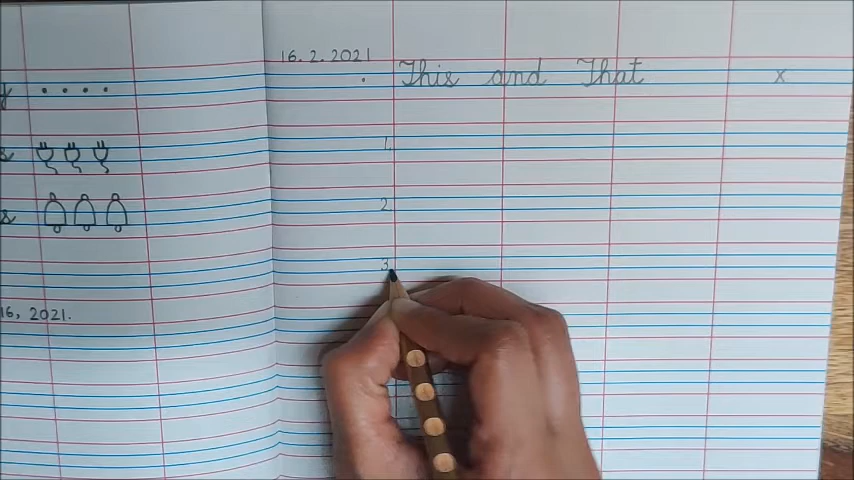 16. 2. 2021
This and That x
1.
2
3
16, 2021.